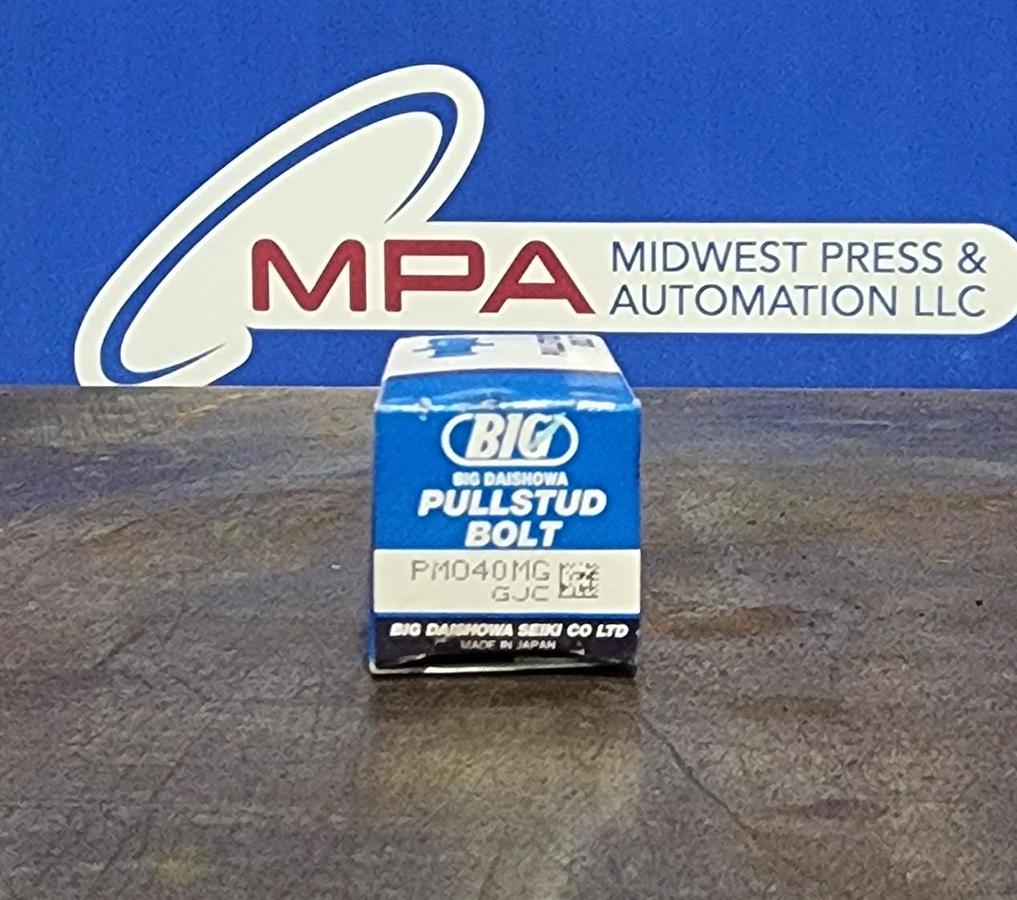 MPA
MIDWEST PRESS &
AUTOMATION LLC
BIG
BIG DAISHOWA
PULLSTUD
BOLT
PMO40MG
GJC
BIG DAISHOWA SEIKI CO LTD
MADE IN JAPAN